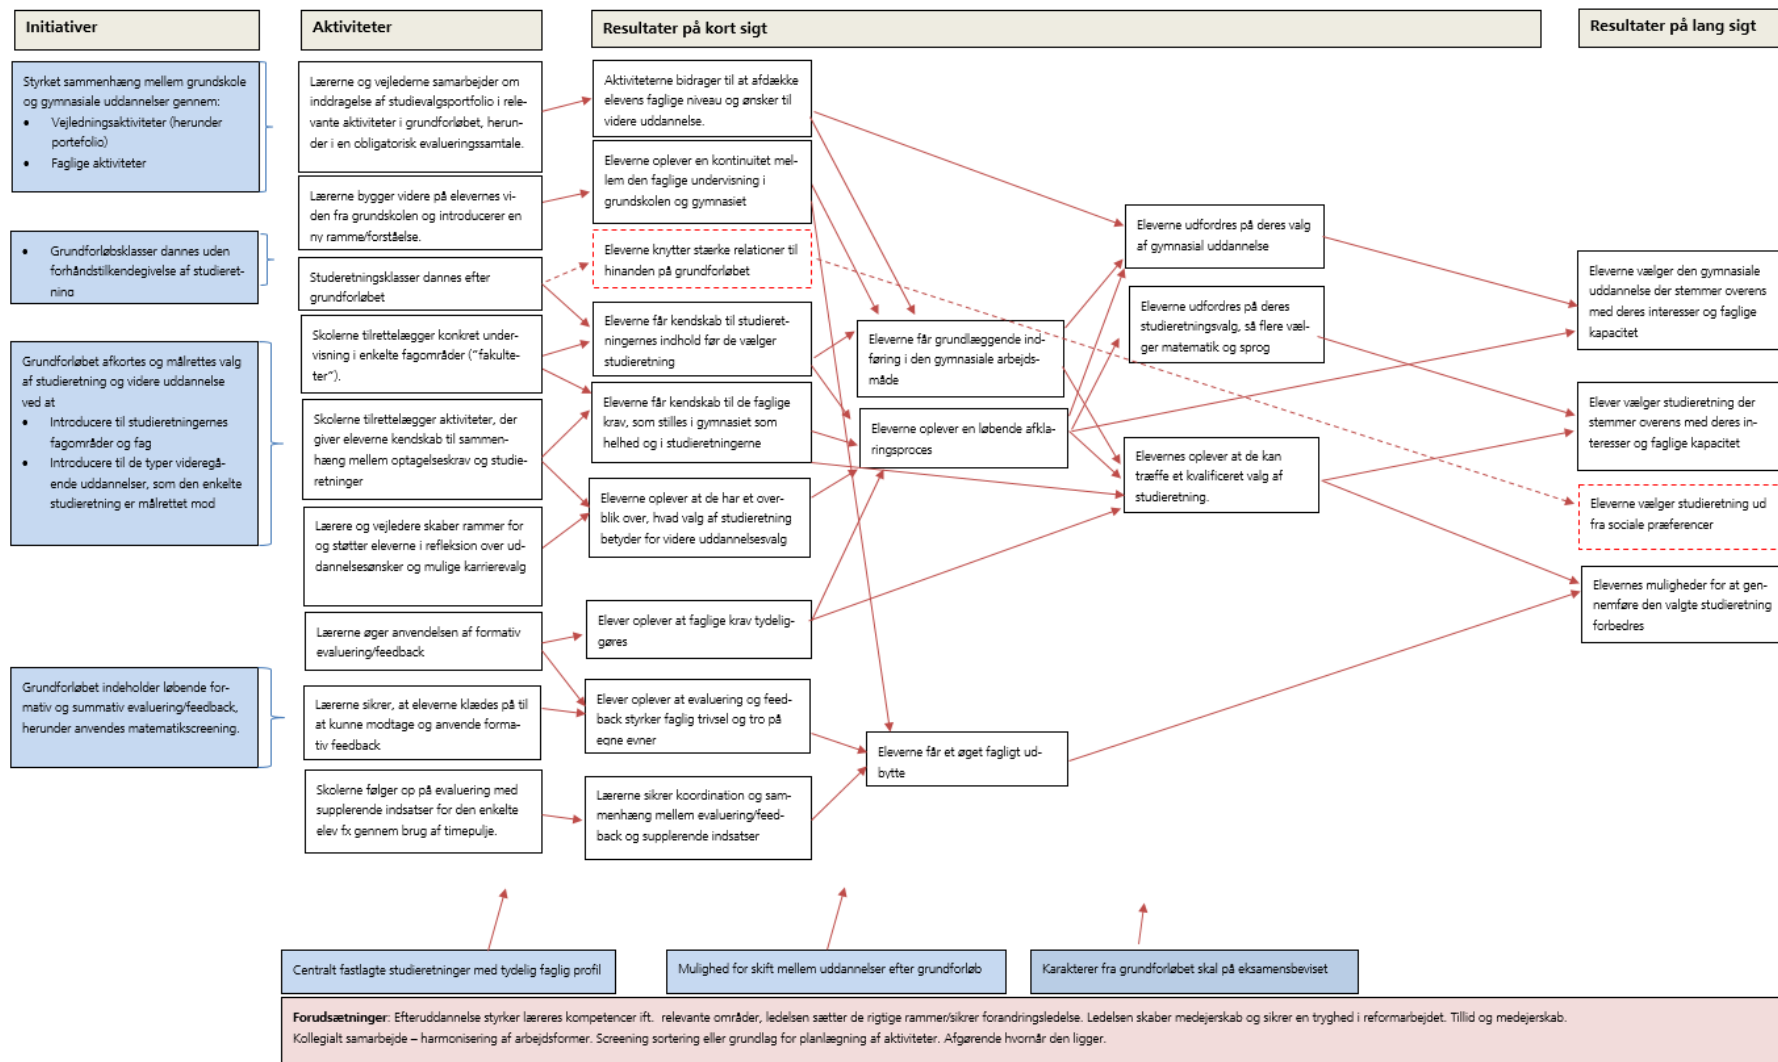 Initiativer
Aktiviteter
Resultater på kort sigt
Resultater på lang sigt
Styrket sammenhæng mellem grundskole
og gymnasiale uddannelser gennem:
• Vejledningsaktiviteter (herunder
portefolio)
• Faglige aktiviteter
• Grundforløbsklasser dannes uden
forhåndstilkendegivelse af studieret-
ning
Grundforløbet afkortes og målrettes valg
af studieretning og videre uddannelse
ved at
• Introducere til studieretningernes
fagområder og fag
• Introducere til de typer videregå-
ende uddannelser, som den enkelte
studieretning er målrettet mod
Grundforløbet indeholder løbende for-
mativ og summativ evaluering/feedback,
herunder anvendes matematikscreening.
Lærerne og vejlederne samarbejder om
inddragelse af studievalgsportfolio i rele-
vante aktiviteter i grundforløbet, herun-
der i en obligatorisk evalueringssamtale.
Lærerne bygger videre på elevernes vi-
den fra grundskolen og introducerer en
ny ramme/forståelse.
Studieretningsklasser dannes efter
grundforløbet
Skolerne tilrettelægger konkret under-
visning i enkelte fagområder ("fakulte-
ter").
Skolerne tilrettelægger aktiviteter, der
giver eleverne kendskab til sammen-
hæng mellem optagelseskrav og studie-
retninger
Lærere og vejledere skaber rammer for
og støtter eleverne i refleksion over ud-
dannelsesønsker og mulige karrierevalg
Lærerne øger anvendelsen af formativ
evaluering/feedback
Lærerne sikrer, at eleverne klædes på til
at kunne modtage og anvende forma-
tiv feedback
Skolerne følger op på evaluering med
supplerende indsatser for den enkelte
elev fx gennem brug af timepulje.
Aktiviteterne bidrager til at afdække
elevens faglige niveau og ønsker til
videre uddannelse.
Eleverne oplever en kontinuitet mel-
lem den faglige undervisning i
grundskolen og gymnasiet
Eleverne knytter stærke relationer til
hinanden på grundforløbet
Eleverne får kendskab til studieret-
ningernes indhold før de vælger
studieretning
Eleverne får kendskab til de faglige
krav, som stilles i gymnasiet som
helhed og i studieretningerne
Eleverne oplever at de har et over-
blik over, hvad valg af studieretning
betyder for videre uddannelsesvalg
Elever oplever at faglige krav tydelig-
gøres
Elever oplever at evaluering og feed-
back styrker faglig trivsel og tro på
egne evner
Lærerne sikrer koordination og sam-
menhæng mellem evaluering/feed-
back og supplerende indsatser
Eleverne får grundlæggende ind-
føring i den gymnasiale arbejds-
måde
Eleverne oplever en løbende afkla-
ringsproces
Eleverne får et øget fagligt ud-
bytte
Eleverne udfordres på deres valg
af gymnasial uddannelse
Eleverne udfordres på deres
studieretningsvalg, så flere væl-
ger matematik og sprog
Elevernes oplever at de kan
træffe et kvalificeret valg af
studieretning.
Eleverne vælger den gymnasiale
uddannelse der stemmer overens
med deres interesser og faglige
kapacitet
Elever vælger studieretning der
stemmer overens med deres in-
teresser og faglige kapacitet
Eleverne vælger studieretning ud
fra sociale præferencer
Elevernes muligheder for at gen-
nemføre den valgte studieretning
forbedres
Centralt fastlagte studieretninger med tydelig faglig profil
Mulighed for skift mellem uddannelser efter grundforløb
Karakterer fra grundforløbet skal på eksamensbeviset
Forudsætninger: Efteruddannelse styrker læreres kompetencer ift. relevante områder, ledelsen sætter de rigtige rammer/sikrer forandringsledelse. Ledelsen skaber medejerskab og sikrer en tryghed i reformarbejdet. Tillid og medejerskab.
Kollegialt samarbejde – harmonisering af arbejdsformer. Screening sortering eller grundlag for planlægning af aktiviteter. Afgørende hvornår den ligger.